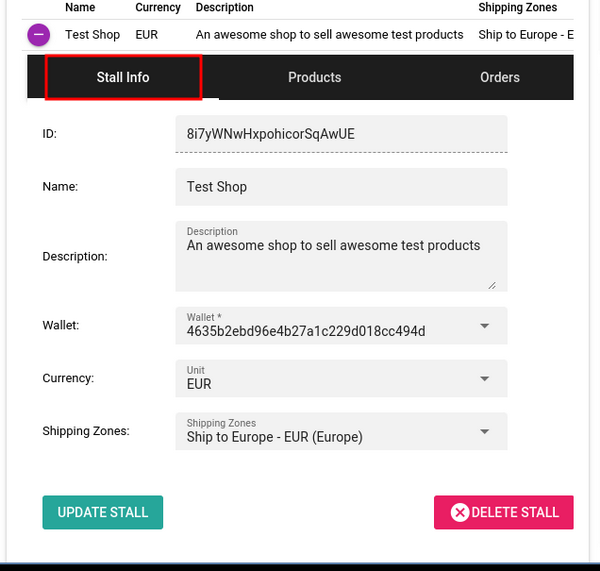 Name Currency Description Shipping Zones
Test Shop EUR An awesome shop to sell awesome test products Ship to Europe - E
Stall Info Products Orders
ID: 8i7yWNwHxpohicorSqAwUE
Name: Test Shop
Description
An awesome shop to sell awesome test products
Description:
Wallet *
Wallet: 4635b2ebd96e4b27a1c229d018cc494d
Unit
Currency: EUR
Shipping Zones
Shipping Zones: Ship to Europe - EUR (Europe)
UPDATE STALL DELETE STALL